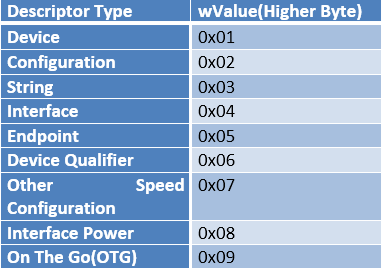 Descriptor Type wValue(Higher Byte)
Device 0x01
Configuration 0x02
String 0x03
Interface 0x04
Endpoint 0x05
Device Qualifier 0x06
Other Speed 0x07
Configuration
Interface Power 0x08
On The Go(OTG) 0x09